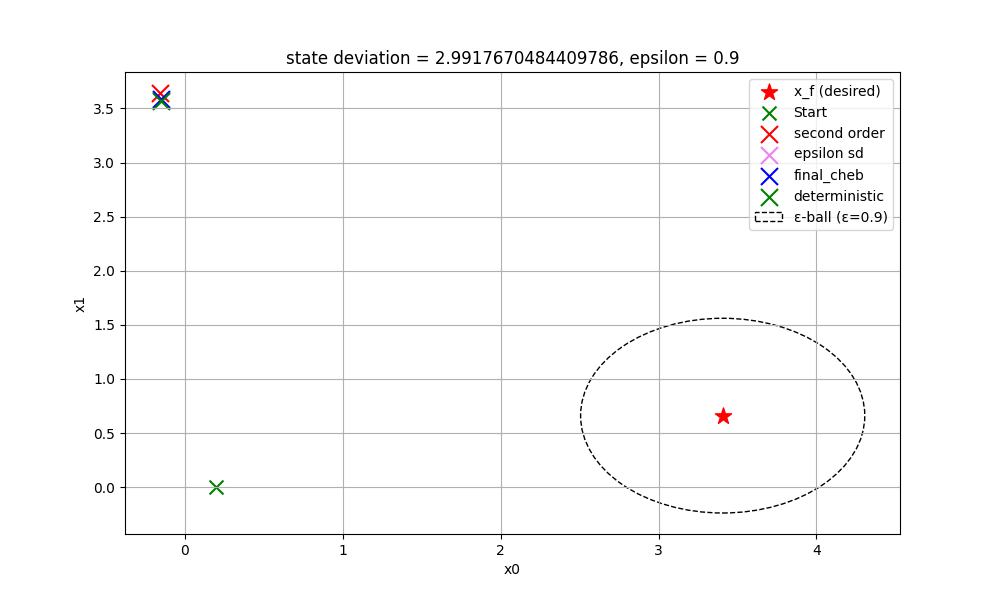 state deviation = 2.9917670484409786, epsilon = 0.9
x_f (desired)
Start
second order
epsilon sd
final_cheb
deterministic
ε-ball (ε=0.9)
3.5
3.0
2.5
2.0
1.5
1.0
0.5
0.0
x1
0 1 2 3 4
x0